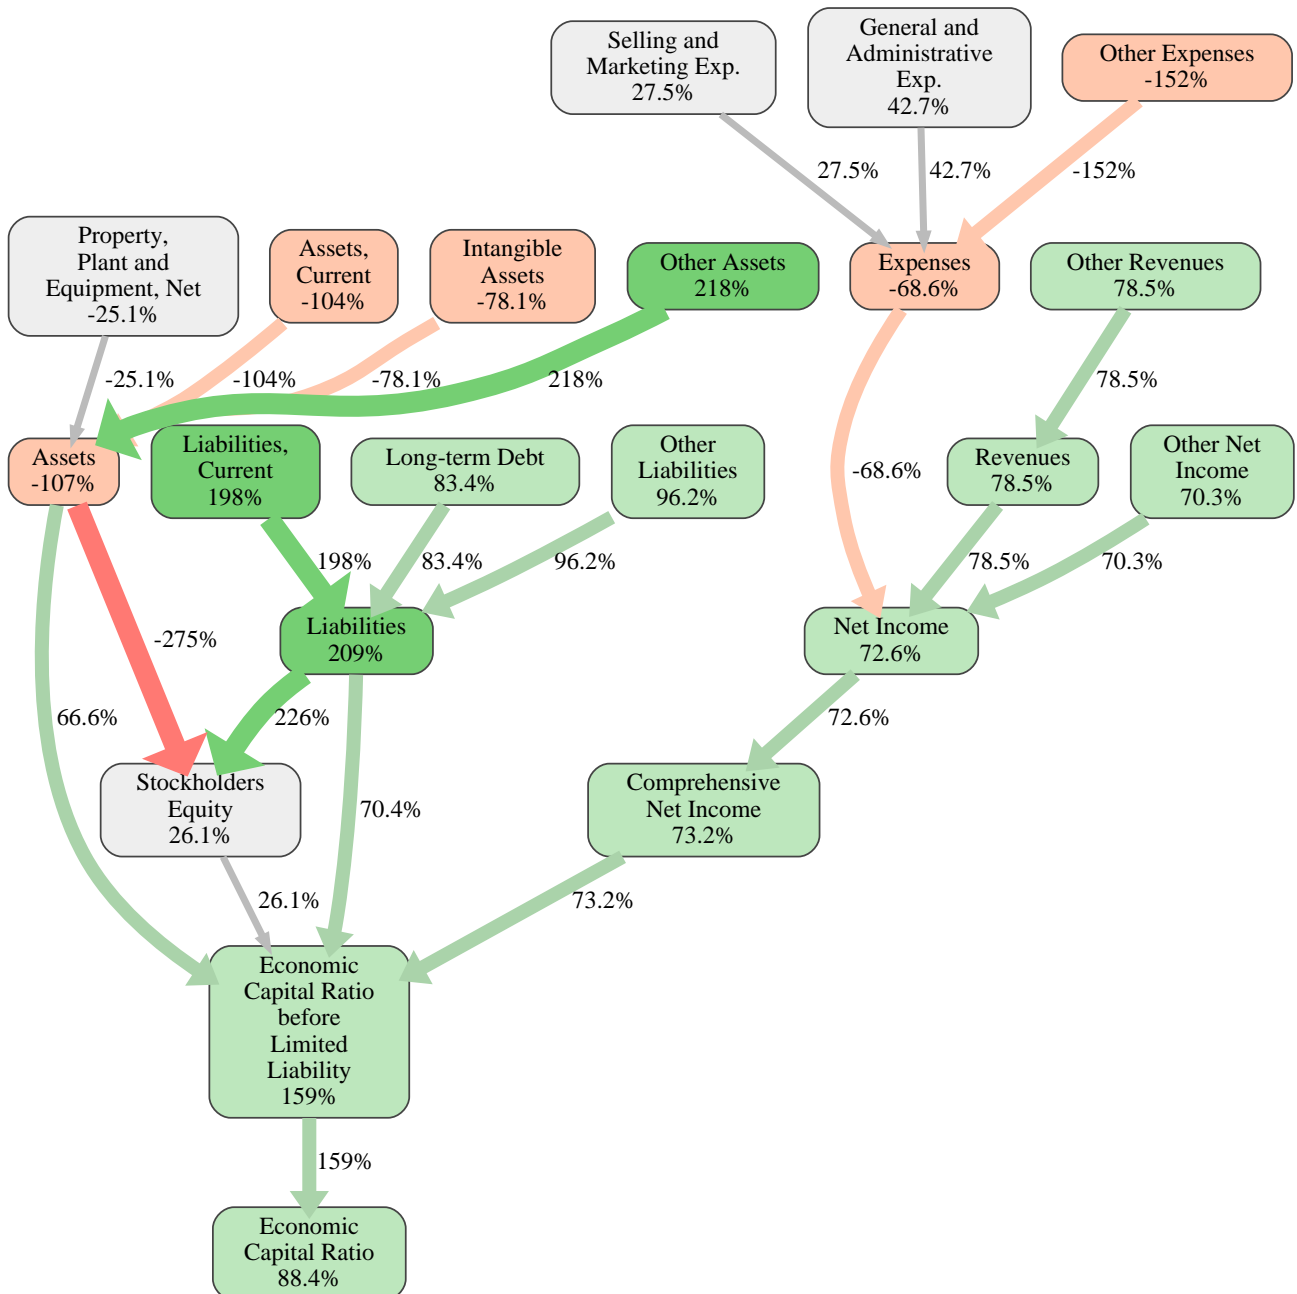 Selling and
Marketing Exp.
27.5%
General and
Administrative
Exp.
42.7%
Other Expenses
-152%
27.5%
42.7%
-152%
Property,
Plant and
Equipment, Net
-25.1%
Assets,
Current
-104%
Intangible
Assets
-78.1%
Other Assets
218%
Expenses
-68.6%
Other Revenues
78.5%
-25.1%
-104%
-78.1%
218%
78.5%
Assets
-107%
Liabilities,
Current
198%
Long-term Debt
83.4%
Other
Liabilities
96.2%
-68.6%
Revenues
78.5%
Other Net
Income
70.3%
198%
83.4%
96.2%
78.5%
70.3%
-275%
Liabilities
209%
Net Income
72.6%
66.6%
226%
72.6%
Stockholders
Equity
26.1%
70.4%
Comprehensive
Net Income
73.2%
26.1%
73.2%
Economic
Capital Ratio
before
Limited
Liability
159%
159%
Economic
Capital Ratio
88.4%